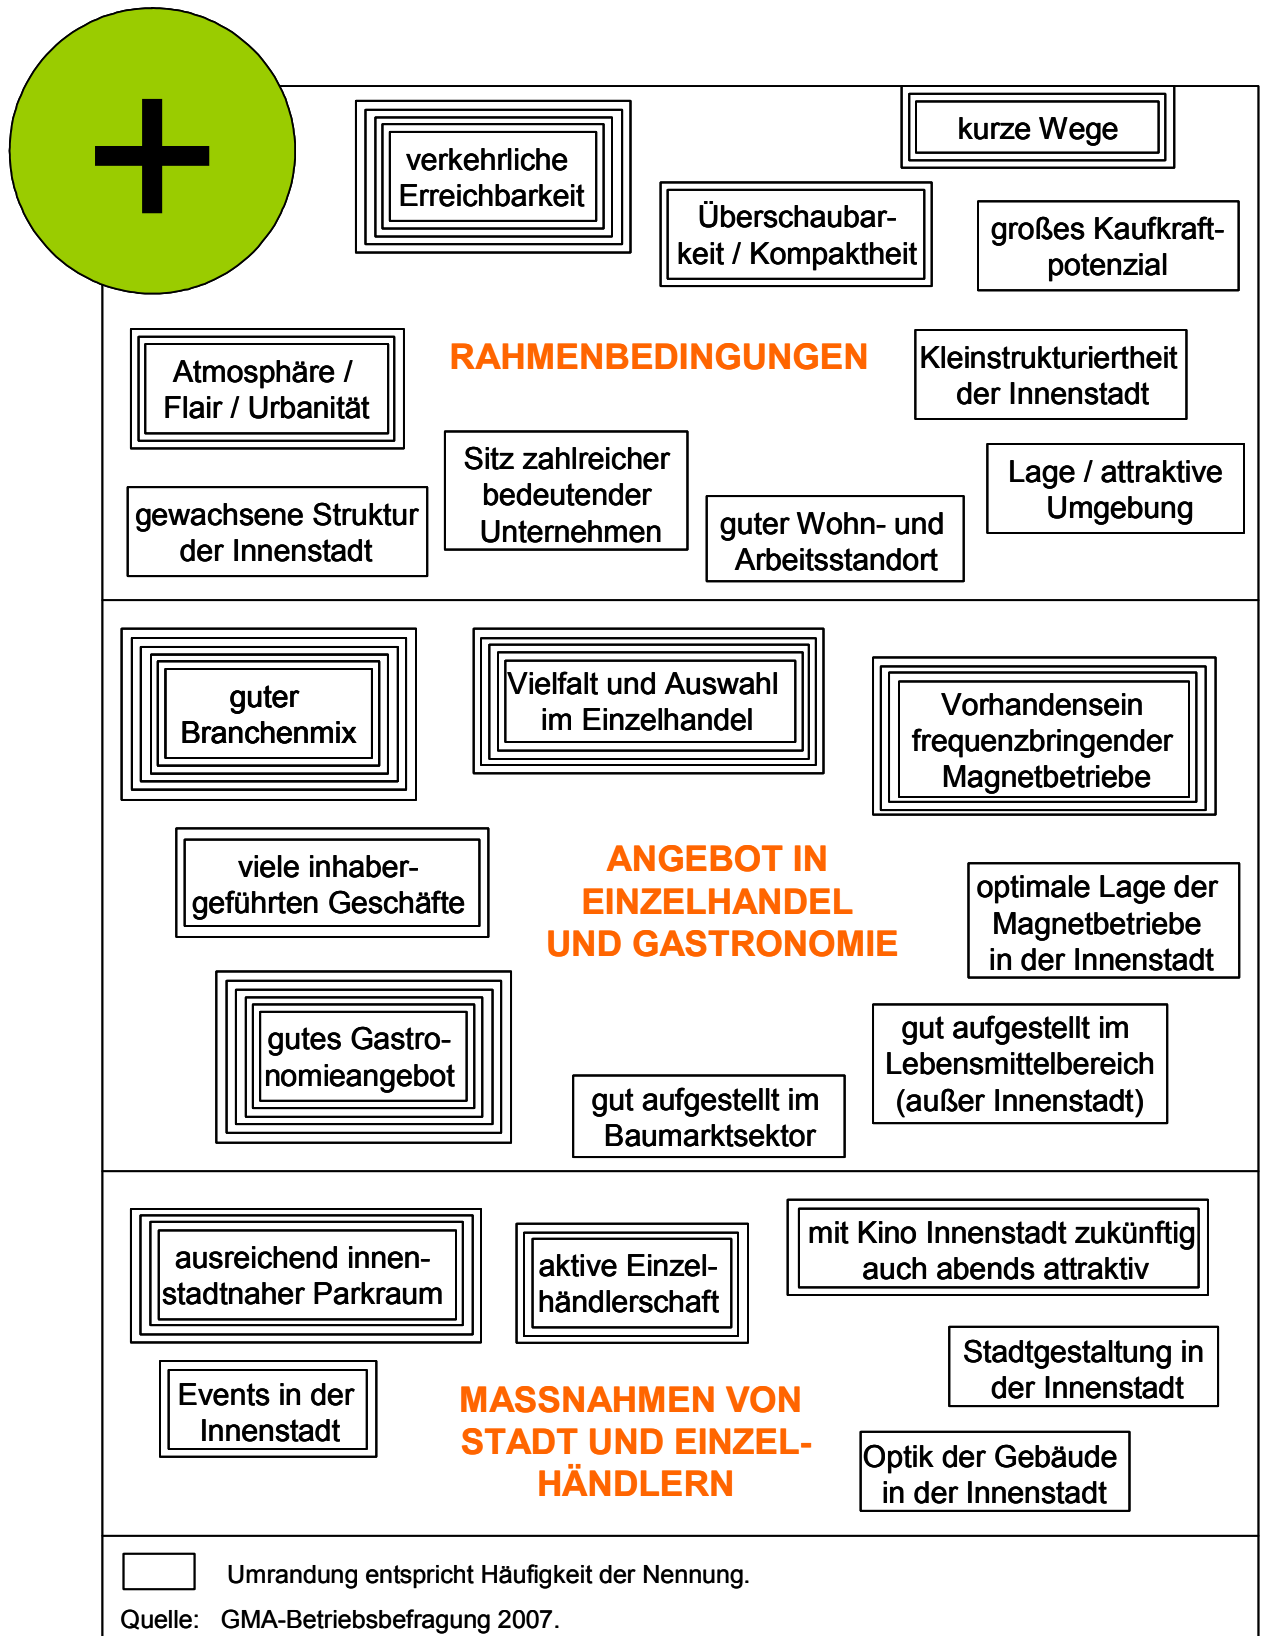 +
verkehrliche
Erreichbarkeit
kurze Wege
Überschaubar-
keit / Kompaktheit
großes Kaufkraft-
potenzial
Atmosphäre /
Flair / Urbanität
RAHMENBEDINGUNGEN
Kleinstrukturiertheit
der Innenstadt
Sitz zahlreicher
bedeutender
Unternehmen
Lage / attraktive
Umgebung
gewachsene Struktur
der Innenstadt
guter Wohn- und
Arbeitsstandort
guter
Branchenmix
Vielfalt und Auswahl
im Einzelhandel
Vorhandensein
frequenzbringender
Magnetbetriebe
viele inhaber-
geführten Geschäfte
ANGEBOT IN
EINZELHANDEL
UND GASTRONOMIE
optimale Lage der
Magnetbetriebe
in der Innenstadt
gutes Gastro-
nomieangebot
gut aufgestellt im
Lebensmittelbereich
(außer Innenstadt)
gut aufgestellt im
Baumarktsektor
ausreichend innen-
stadtnaher Parkraum
aktive Einzel-
händlerschaft
mit Kino Innenstadt zukünftig
auch abends attraktiv
Stadtgestaltung in
der Innenstadt
Events in der
Innenstadt
MASSNAHMEN VON
STADT UND EINZEL-
HÄNDLERN
Optik der Gebäude
in der Innenstadt
Umrandung entspricht Häufigkeit der Nennung.
Quelle: GMA-Betriebsbefragung 2007.